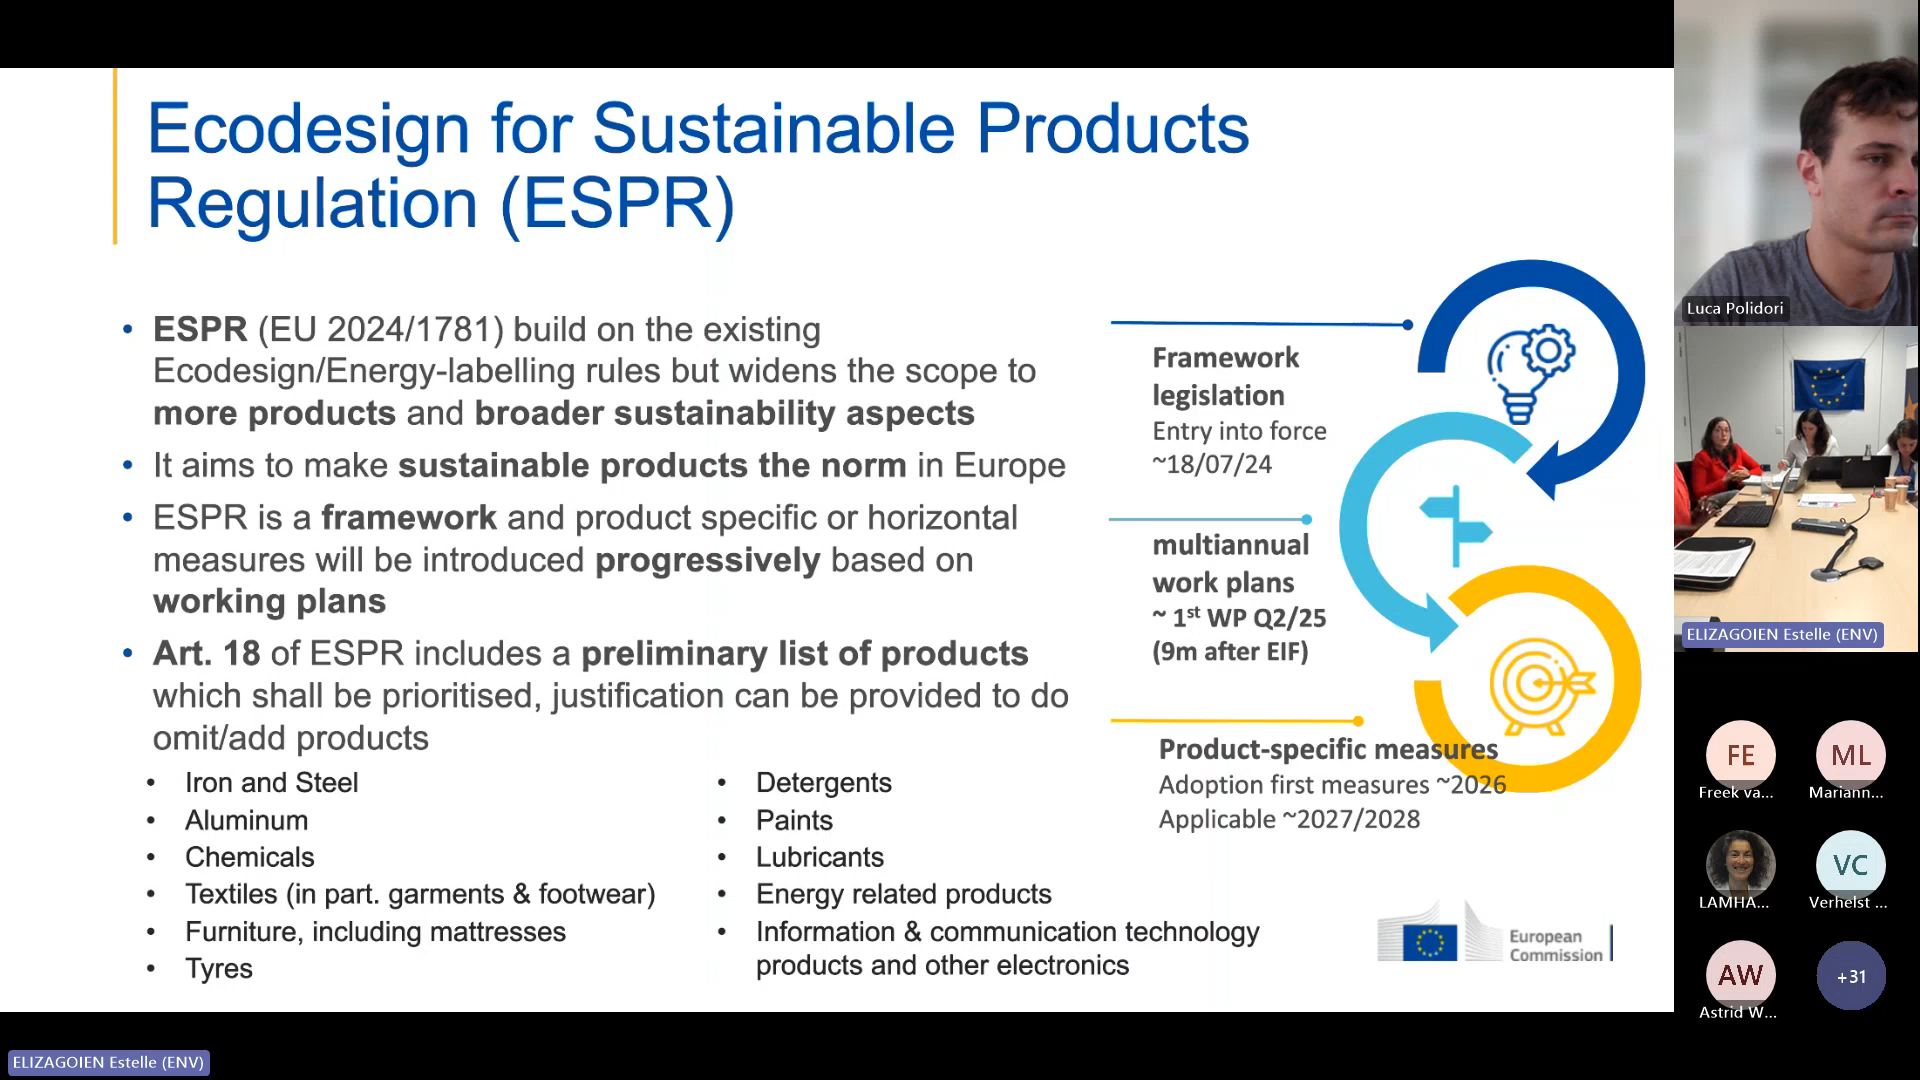 Ecodesign for Sustainable Products
Regulation (ESPR)
• ESPR (EU 2024/1781) build on the existing
Ecodesign/Energy-labelling rules but widens the scope to
more products and broader sustainability aspects
• It aims to make sustainable products the norm in Europe
• ESPR is a framework and product specific or horizontal
measures will be introduced progressively based on
working plans
• Art. 18 of ESPR includes a preliminary list of products
which shall be prioritised, justification can be provided to do
omit/add products
• Iron and Steel
• Aluminum
• Chemicals
• Textiles (in part. garments & footwear)
• Furniture, including mattresses
• Tyres
• Detergents
• Paints
• Lubricants
• Energy related products
• Information & communication technology
products and other electronics
Framework
legislation
Entry into force
~18/07/24
multiannual
work plans
~ 1st WP Q2/25
(9m after EIF)
Product-specific measures
Adoption first measures ~2026
Applicable ~2027/2028
European
Commission
Luca Polidori
ELIZAGOIEN Estelle (ENV)
FE
Freek va...
ML
Mariann...
LAMHA...
VC
Verhelst ...
AW
Astrid W...
+31
ELIZAGOIEN Estelle (ENV)